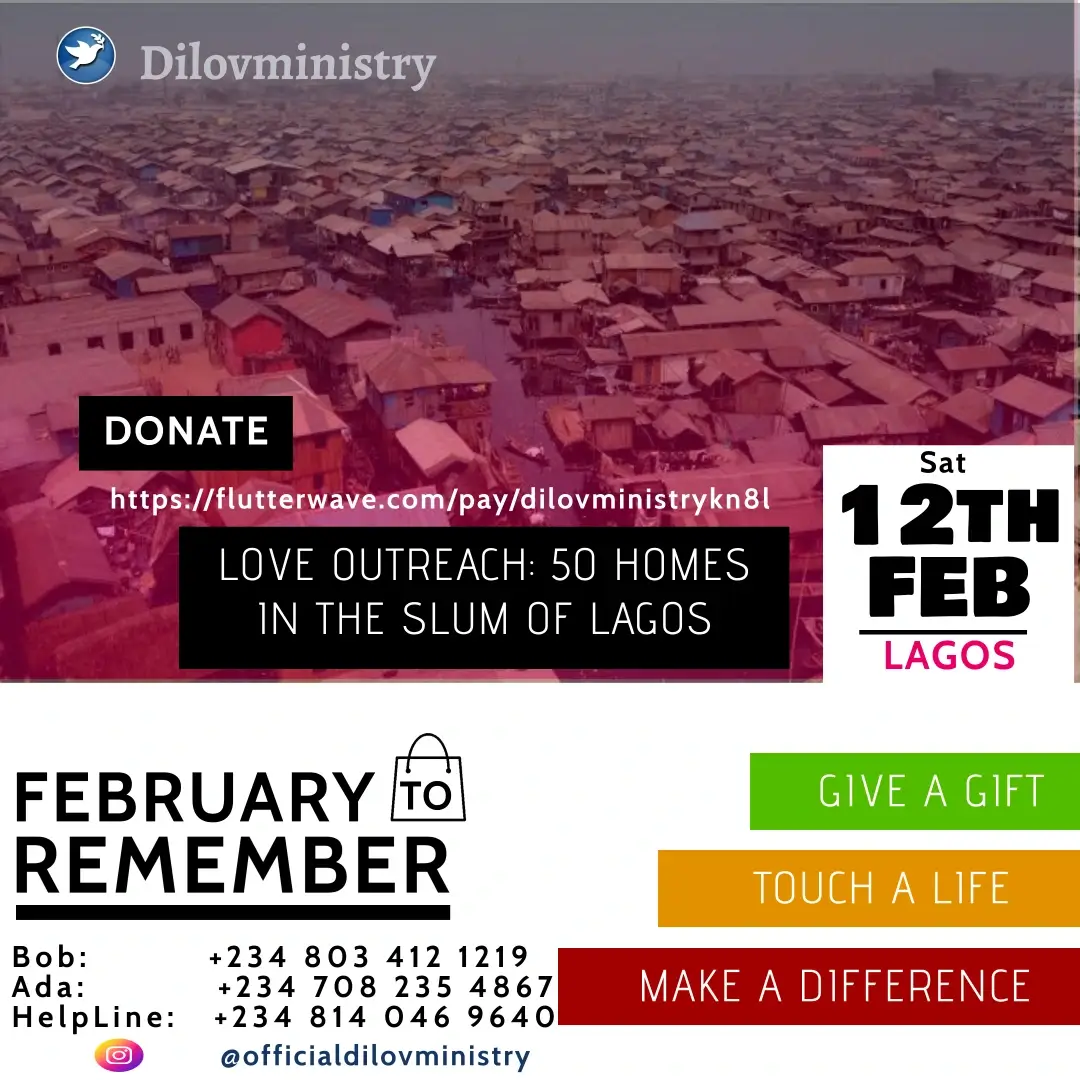 Dilovministry
DONATE
https://flutterwave.com/pay/dilovministrykn8l
LOVE OUTREACH: 50 HOMES
IN THE SLUM OF LAGOS
Sat
12TH
FEB
LAGOS
FEBRUARY TO
REMEMBER
GIVE A GIFT
TOUCH A LIFE
MAKE A DIFFERENCE
Bob: +234 803 412 1219
Ada: +234 708 235 4867
HelpLine: +234 814 046 9640
@officialdilovministry